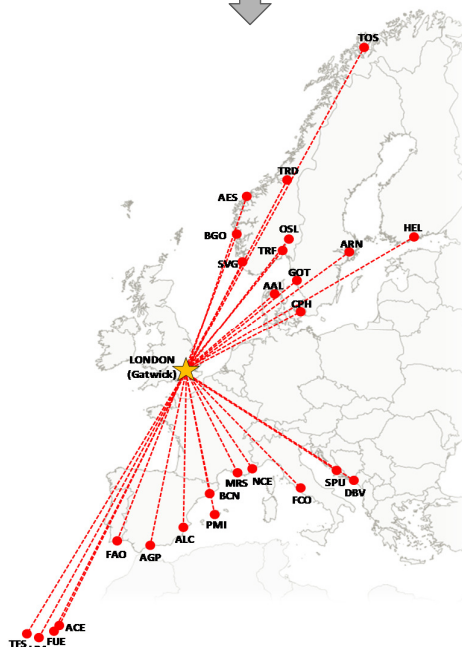 TOS
TRD
AES
BGO
OSL
HEL
TRF
ARN
SVG
GOT
AAL
CPH
LONDON
(Gatwick)
MRS
NCE
SPU
DBV
FCO
BCN
PMI
ALC
FAO
AGP
ACE
FUE
TFS